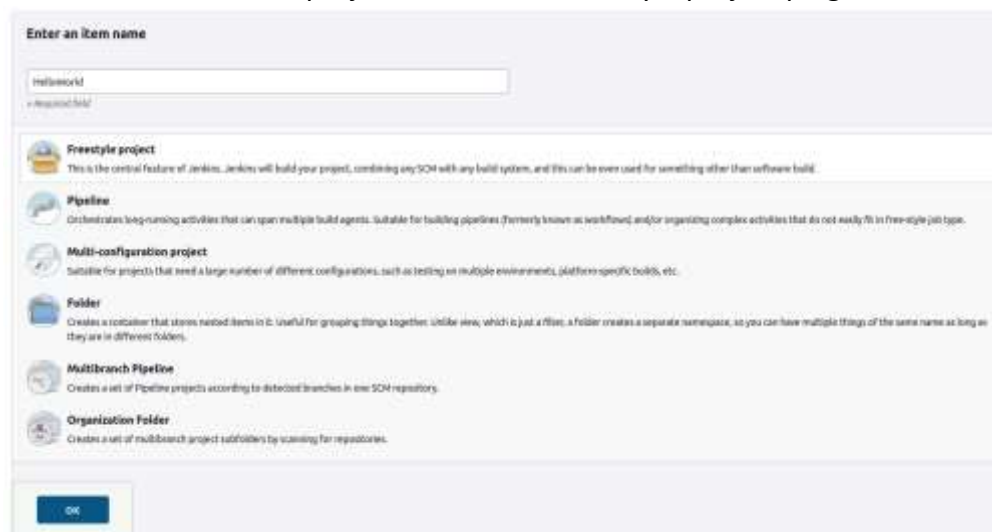 Enter an item name
Helloworld
» Required field
Freestyle project
This is the central feature of Jenkins. Jenkins will build your project, combining any SCM with any build system, and this can be even used for something other than software build.
Pipeline
Orchestrates long-running activities that can span multiple build agents. Suitable for building pipelines (formerly known as workflows) and/or organizing complex activities that do not easily fit in free-style job type.
Multi-configuration project
Suitable for projects that need a large number of different configurations, such as testing on multiple environments, platform-specific builds, etc.
Folder
Creates a container that stores nested items in it. Useful for grouping things together. Unlike view, which is just a filter, a folder creates a separate namespace, so you can have multiple things of the same name as long as
they are in different folders.
Multibranch Pipeline
Creates a set of Pipeline projects according to detected branches in one SCM repository.
Organization Folder
Creates a set of multibranch project subfolders by scanning for repositories.
OK